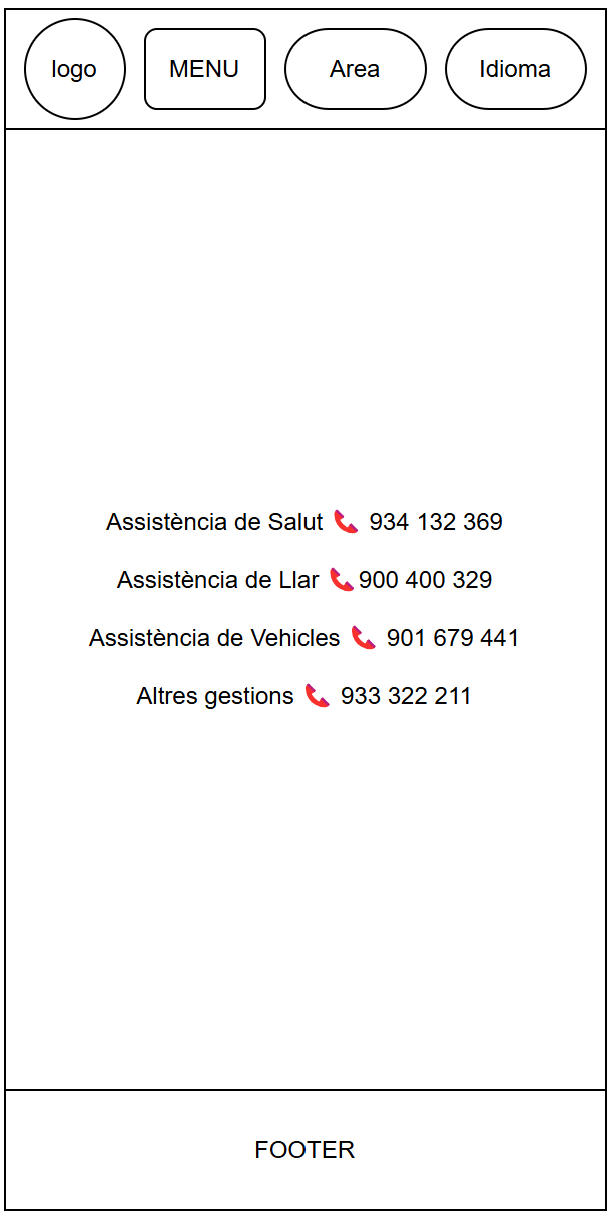 logo MENU Area Idioma
Assistència de Salut 📞 934 132 369
Assistència de Llar 📞900 400 329
Assistència de Vehicles 📞 901 679 441
Altres gestions 📞 933 322 211
FOOTER